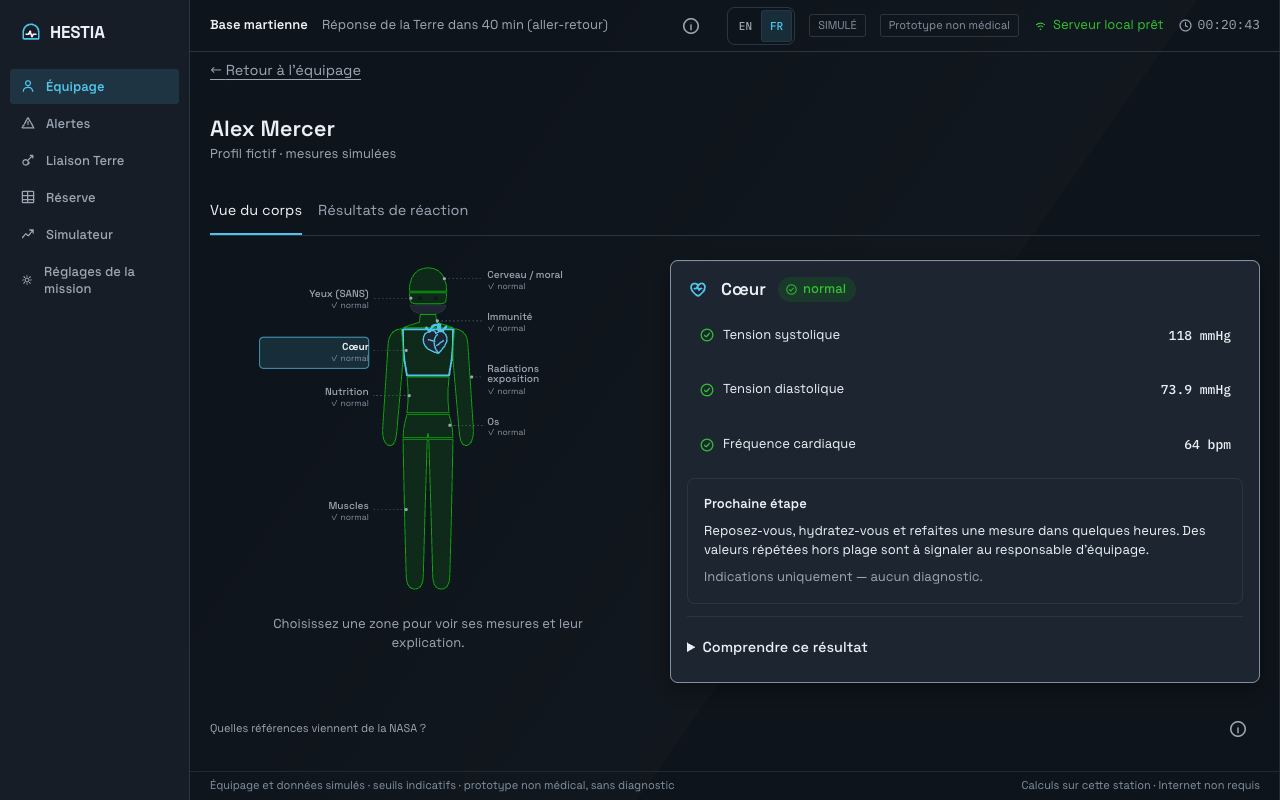 HESTIA
Équipage
Alertes
Liaison Terre
Réserve
Simulateur
Réglages de la
mission
Base martienne Réponse de la Terre dans 40 min (aller-retour) EN FR SIMULÉ Prototype non médical Serveur local prêt 00:20:43
← Retour à l'équipage
Alex Mercer
Profil fictif · mesures simulées
Vue du corps Résultats de réaction
Cerveau / moral
✓ normal
Yeux (SANS)
✓ normal
Immunité
✓ normal
Cœur
✓ normal
Radiations
exposition
✓ normal
Nutrition
✓ normal
Os
✓ normal
Muscles
✓ normal
Choisissez une zone pour voir ses mesures et leur
explication.
Cœur normal
Tension systolique 118 mmHg
Tension diastolique 73.9 mmHg
Fréquence cardiaque 64 bpm
Prochaine étape
Reposez-vous, hydratez-vous et refaites une mesure dans quelques heures. Des
valeurs répétées hors plage sont à signaler au responsable d'équipage.
Indications uniquement — aucun diagnostic.
▶ Comprendre ce résultat
Quelles références viennent de la NASA ?
Équipage et données simulés · seuils indicatifs · prototype non médical, sans diagnostic Calculs sur cette station · Internet non requis